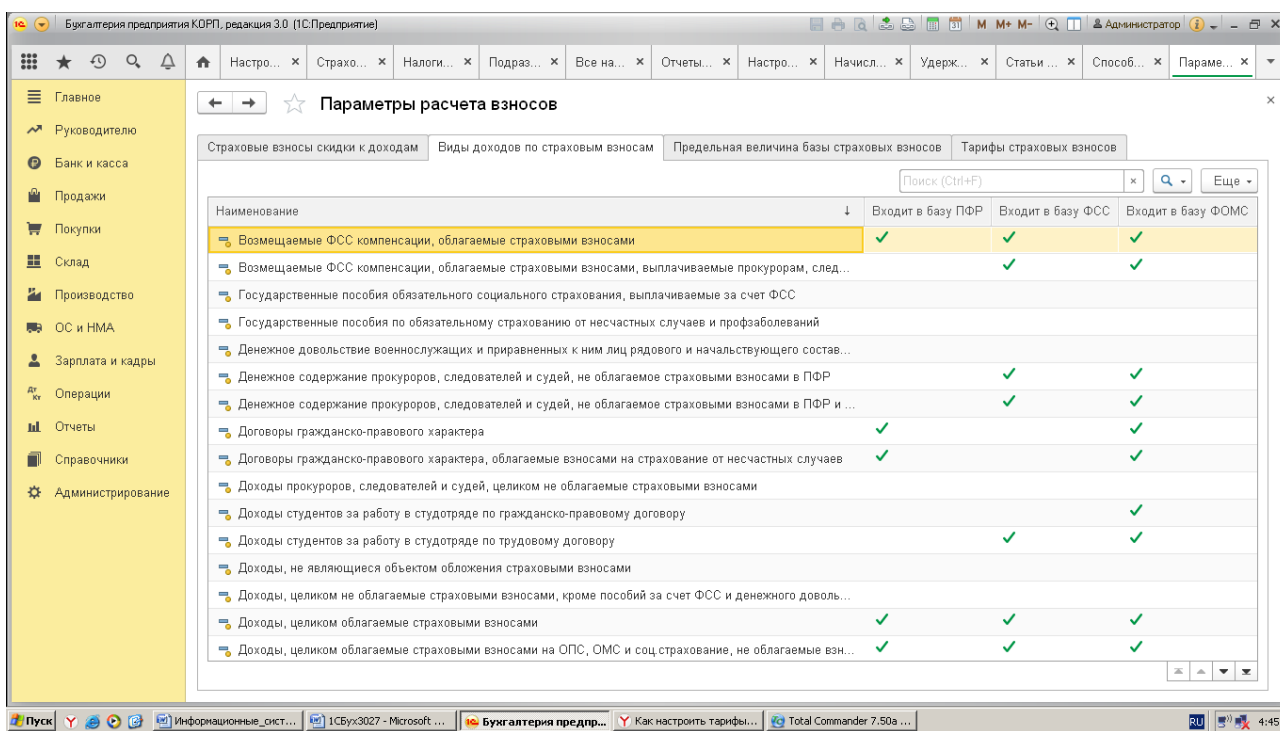 1С Бухгалтерия предприятия КОРП, редакция 3.0 (1С:Предприятие) M M+ M- 31 Администратор i
Настро... × Страхо... × Налоги... × Подраз... × Все на... × Отчеты... × Настро... × Начисл... × Удерж... × Статьи ... × Способ... × Параме... ×
Главное
Руководителю
Банк и касса
Продажи
Покупки
Склад
Производство
ОС и НМА
Зарплата и кадры
Дт Кт Операции
Отчеты
Справочники
Администрирование
Параметры расчета взносов
Страховые взносы скидки к доходам Виды доходов по страховым взносам Предельная величина базы страховых взносов Тарифы страховых взносов
Поиск (Ctrl+F) × Еще
Наименование ↓ Входит в базу ПФР Входит в базу ФСС Входит в базу ФОМС
Возмещаемые ФСС компенсации, облагаемые страховыми взносами
Возмещаемые ФСС компенсации, облагаемые страховыми взносами, выплачиваемые прокурорам, след...
Государственные пособия обязательного социального страхования, выплачиваемые за счет ФСС
Государственные пособия по обязательному страхованию от несчастных случаев и профзаболеваний
Денежное довольствие военнослужащих и приравненных к ним лиц рядового и начальствующего состав...
Денежное содержание прокуроров, следователей и судей, не облагаемое страховыми взносами в ПФР
Денежное содержание прокуроров, следователей и судей, не облагаемое страховыми взносами в ПФР и ...
Договоры гражданско-правового характера
Договоры гражданско-правового характера, облагаемые взносами на страхование от несчастных случаев
Доходы прокуроров, следователей и судей, целиком не облагаемые страховыми взносами
Доходы студентов за работу в студотряде по гражданско-правовому договору
Доходы студентов за работу в студотряде по трудовому договору
Доходы, не являющиеся объектом обложения страховыми взносами
Доходы, целиком не облагаемые страховыми взносами, кроме пособий за счет ФСС и денежного доволь...
Доходы, целиком облагаемые страховыми взносами
Доходы, целиком облагаемые страховыми взносами на ОПС, ОМС и соц.страхование, не облагаемые взн...
Пуск Информационные_сист... 1СБух3027 - Microsoft ... Бухгалтерия предпр... Как настроить тарифы... Total Commander 7.50a ... RU 4:45